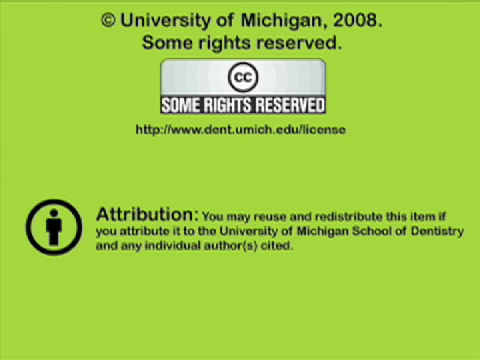 © University of Michigan, 2008.
Some rights reserved.
cc
SOME RIGHTS RESERVED
http://www.dent.umich.edu/license
Attribution: You may reuse and redistribute this item if
you attribute it to the University of Michigan School of Dentistry
and any individual author(s) cited.